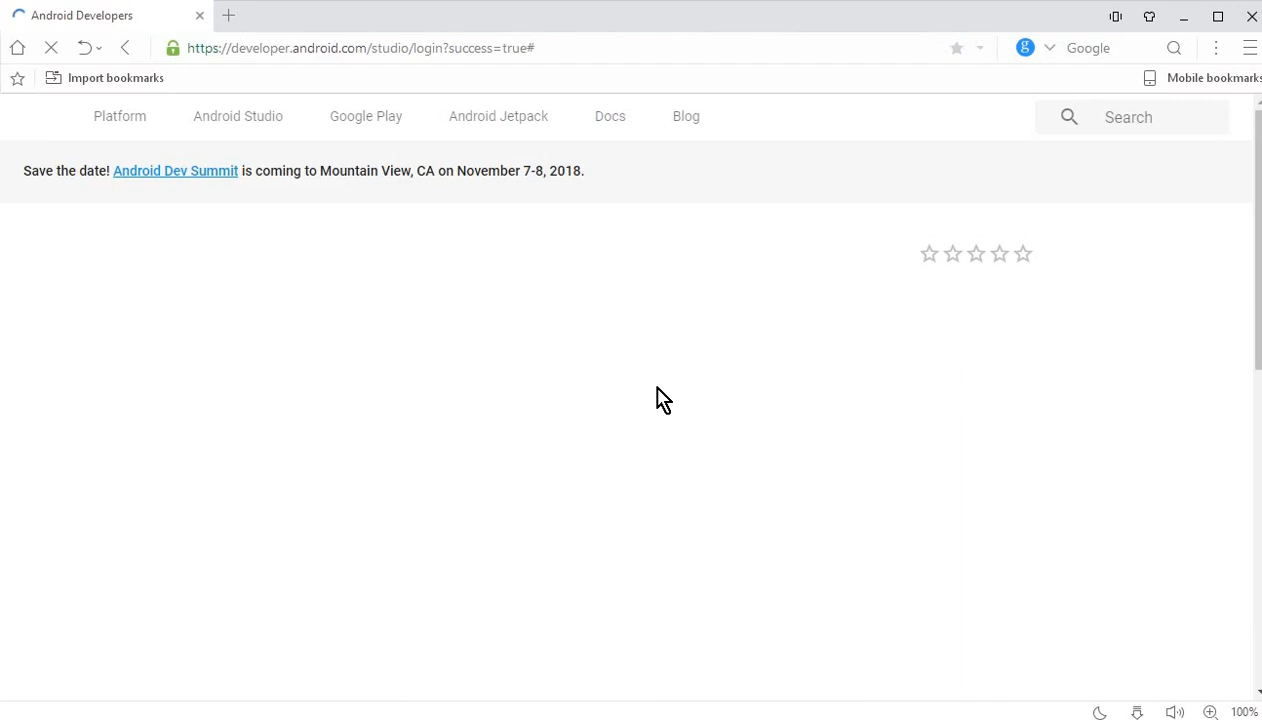 Android Developers
https://developer.android.com/studio/login?success=true#
Google
Import bookmarks
Mobile bookmarks
Platform Android Studio Google Play Android Jetpack Docs Blog Search
Save the date! Android Dev Summit is coming to Mountain View, CA on November 7-8, 2018.
100%